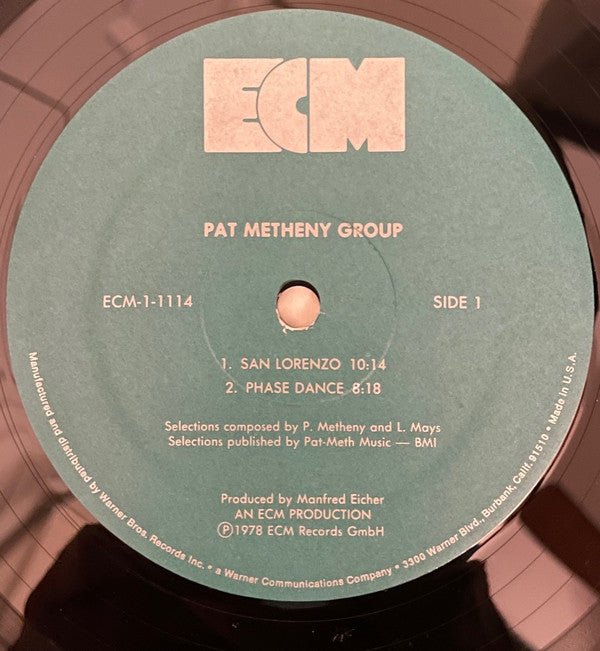 ECM
PAT METHENY GROUP
ECM-1-1114
SIDE 1
1. SAN LORENZO 10:14
2. PHASE DANCE 8:18
Selections composed by P. Metheny and L. Mays
Selections published by Pat-Meth Music — BMI
Produced by Manfred Eicher
AN ECM PRODUCTION
Ⓟ1978 ECM Records GmbH
Manufactured and distributed by Warner Bros. Records Inc. • a Warner Communications Company • 3300 Warner Blvd., Burbank, Calif. 91510 • Made in U.S.A.